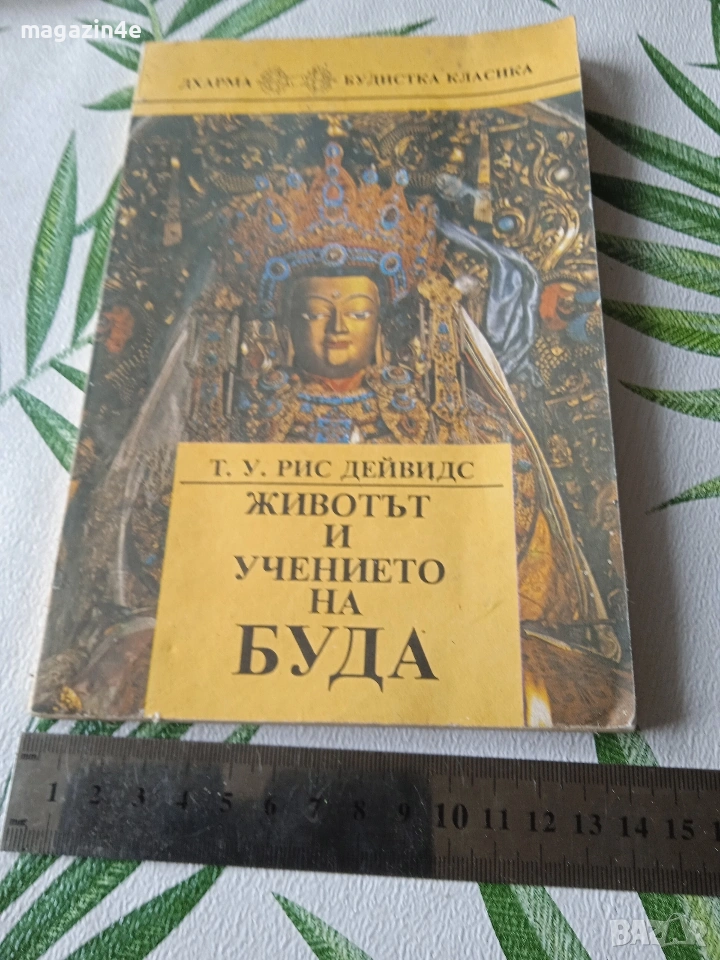 magazin4e
ДХАРМА БУДИСТКА КЛАСИКА
Т. У. РИС ДЕЙВИДС
ЖИВОТЪТ
И
УЧЕНИЕТО
НА
БУДА
1 2 3 4 5 6 7 8 9 10 11 12 13 14 15
BAZAR